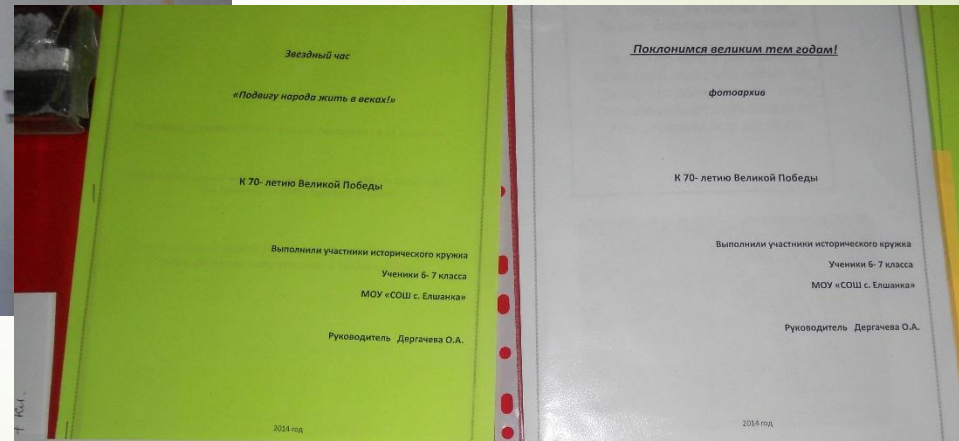 Звездный час
«Подвигу народа жить в веках!»
К 70- летию Великой Победы
Выполнили участники исторического кружка
Ученики 6- 7 класса
МОУ «СОШ с. Елшанка»
Руководитель Дергачева О.А.
2014 год
Поклонимся великим тем годам!
фотоархив
К 70- летию Великой Победы
Выполнили участники исторического кружка
Ученики 6- 7 класса
МОУ «СОШ с. Елшанка»
Руководитель Дергачева О.А.
2014 год